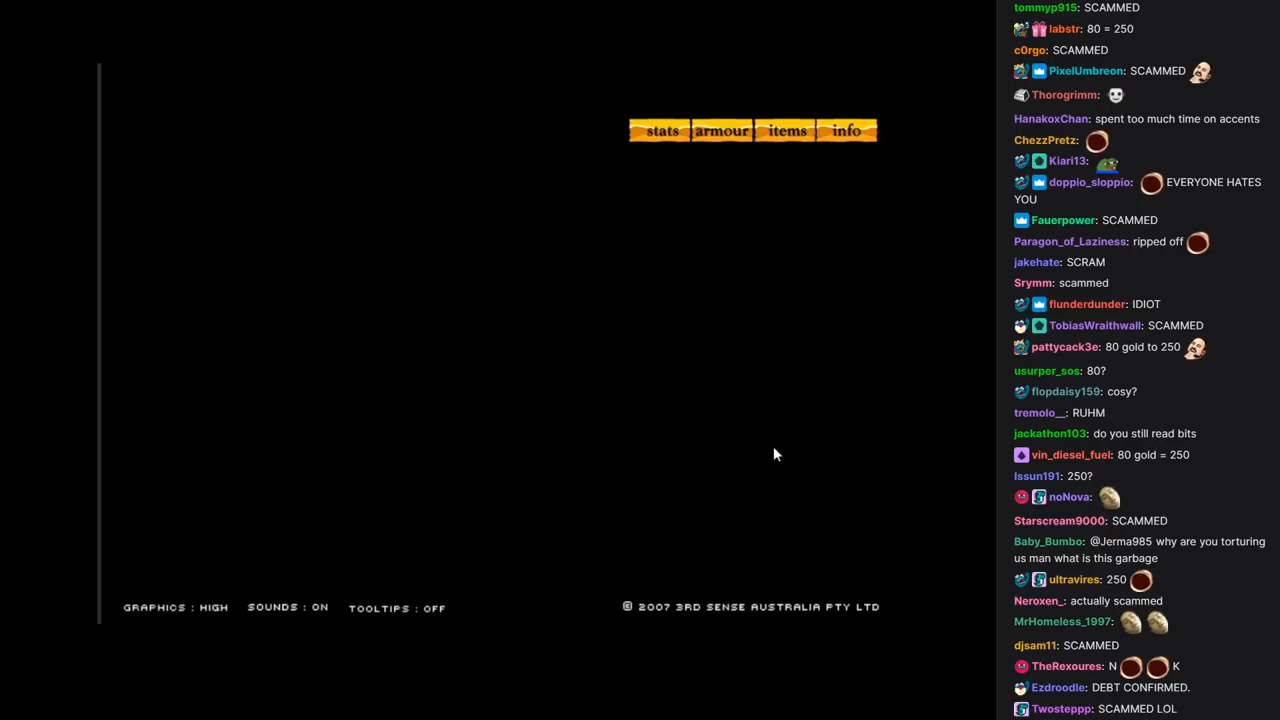 stats armour items info
GRAPHICS : HIGH SOUNDS : ON TOOLTIPS : OFF
© 2007 3RD SENSE AUSTRALIA PTY LTD
tommyp915: SCAMMED
labstr: 80 = 250
c0rgo: SCAMMED
PixelUmbreon: SCAMMED
Thorogrimm:
HanakoxChan: spent too much time on accents
ChezzPretz:
Kiari13:
doppio_sloppio: EVERYONE HATES
YOU
Fauerpower: SCAMMED
Paragon_of_Laziness: ripped off
jakehate: SCRAM
Srymm: scammed
flunderdunder: IDIOT
TobiasWraithwall: SCAMMED
pattycack3e: 80 gold to 250
usurper_sos: 80?
flopdaisy159: cosy?
tremolo__: RUHM
jackathon103: do you still read bits
vin_diesel_fuel: 80 gold = 250
Issun191: 250?
noNova:
Starscream9000: SCAMMED
Baby_Bumbo: @Jerma985 why are you torturing
us man what is this garbage
ultravires: 250
Neroxen_: actually scammed
MrHomeless_1997:
djsam11: SCAMMED
TheRexoures: N K
Ezdroodle: DEBT CONFIRMED.
Twosteppp: SCAMMED LOL